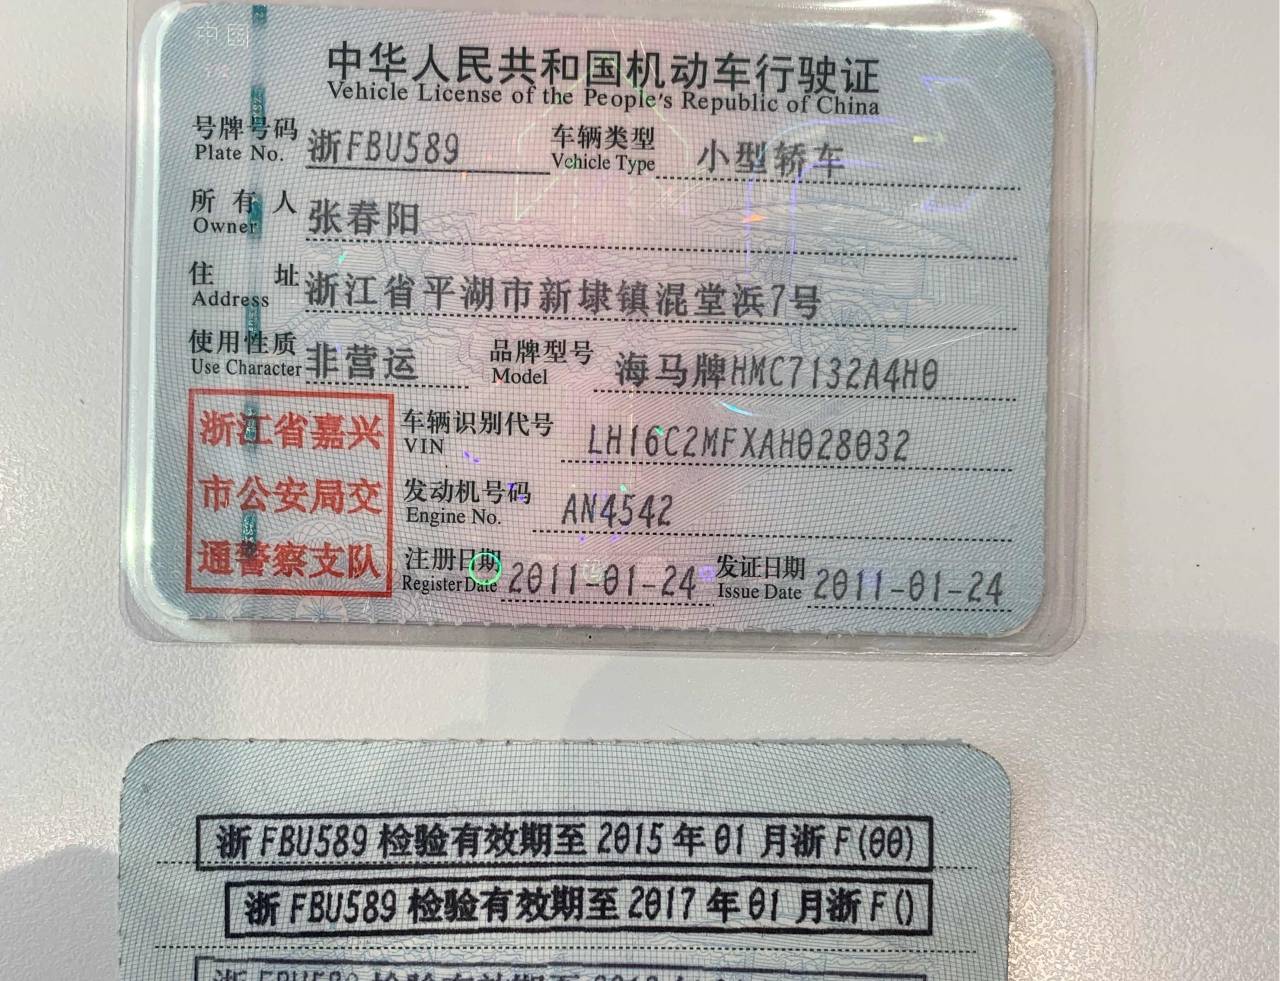 中国
中华人民共和国机动车行驶证
Vehicle License of the People's Republic of China
号牌号码 浙FBU589 车辆类型 小型轿车
Plate No. Vehicle Type
所有人 张春阳
Owner
住址 浙江省平湖市新埭镇混堂浜7号
Address
使用性质 非营运 品牌型号 海马牌HMC7132A4H0
Use Character Model
浙江省嘉兴
市公安局交
通警察支队
车辆识别代号 LH16C2MFXAH028032
VIN
发动机号码 AN4542
Engine No.
注册日期 2011-01-24 发证日期 2011-01-24
Register Date Issue Date
浙FBU589检验有效期至2015年01月浙F(00)
浙FBU589检验有效期至2017年01月浙F()